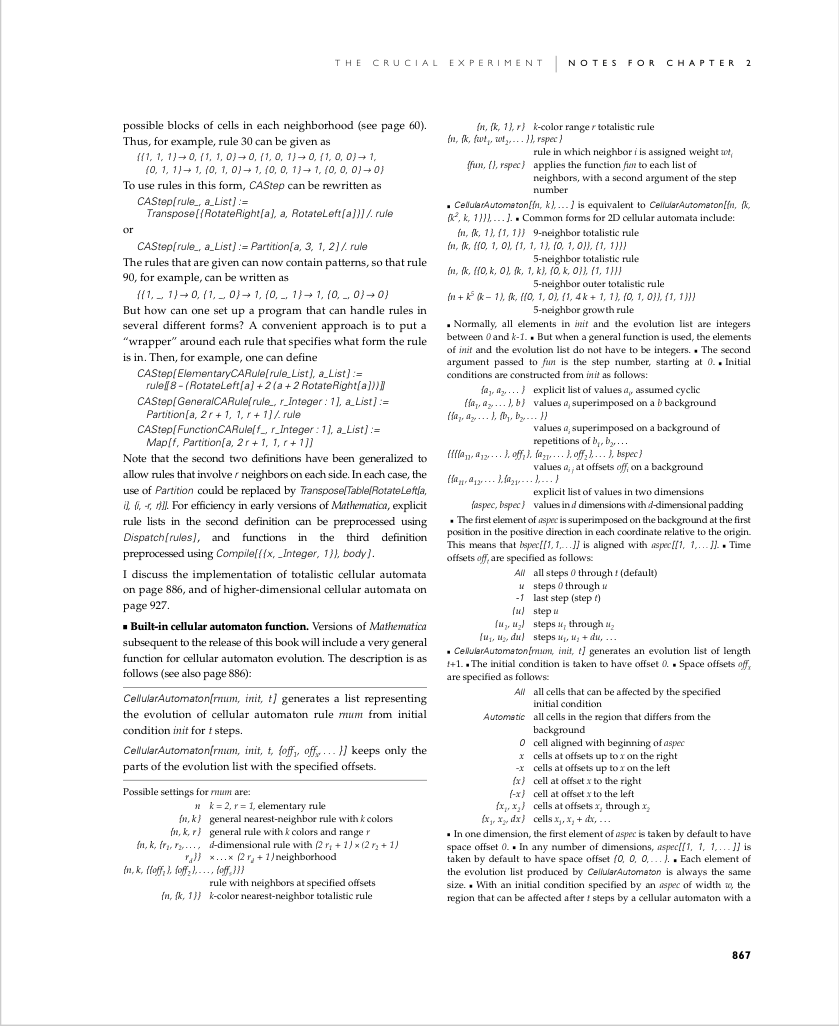 THE CRUCIAL EXPERIMENT | NOTES FOR CHAPTER 2
possible blocks of cells in each neighborhood (see page 60).
Thus, for example, rule 30 can be given as
{{1, 1, 1} → 0, {1, 1, 0} → 0, {1, 0, 1} → 0, {1, 0, 0} → 1,
{0, 1, 1} → 1, {0, 1, 0} → 1, {0, 0, 1} → 1, {0, 0, 0} → 0}
To use rules in this form, CAStep can be rewritten as
CAStep[rule_, a_List] :=
Transpose[{RotateRight[a], a, RotateLeft[a]}] /. rule
or
CAStep[rule_, a_List] := Partition[a, 3, 1, 2] /. rule
The rules that are given can now contain patterns, so that rule
90, for example, can be written as
{{1, _, 1} → 0, {1, _, 0} → 1, {0, _, 1} → 1, {0, _, 0} → 0}
But how can one set up a program that can handle rules in
several different forms? A convenient approach is to put a
“wrapper” around each rule that specifies what form the rule
is in. Then, for example, one can define
CAStep[ElementaryCARule[rule_List], a_List] :=
rule⟦8 − (RotateLeft[a] + 2 (a + 2 RotateRight[a]))⟧
CAStep[GeneralCARule[rule_, r_Integer : 1], a_List] :=
Partition[a, 2 r + 1, 1, r + 1] /. rule
CAStep[FunctionCARule[f_, r_Integer : 1], a_List] :=
Map[f, Partition[a, 2 r + 1, 1, r + 1]]
Note that the second two definitions have been generalized to
allow rules that involve r neighbors on each side. In each case, the
use of Partition could be replaced by Transpose[Table[RotateLeft[a,
i], {i, -r, r}]]. For efficiency in early versions of Mathematica, explicit
rule lists in the second definition can be preprocessed using
Dispatch[rules], and functions in the third definition
preprocessed using Compile[{{x, _Integer, 1}}, body].
I discuss the implementation of totalistic cellular automata
on page 886, and of higher-dimensional cellular automata on
page 927.
▪ Built-in cellular automaton function. Versions of Mathematica
subsequent to the release of this book will include a very general
function for cellular automaton evolution. The description is as
follows (see also page 886):
CellularAutomaton[rnum, init, t] generates a list representing
the evolution of cellular automaton rule rnum from initial
condition init for t steps.
CellularAutomaton[rnum, init, t, {off₁, offₓ, ... }] keeps only the
parts of the evolution list with the specified offsets.
Possible settings for rnum are:
n k = 2, r = 1, elementary rule
{n, k} general nearest-neighbor rule with k colors
{n, k, r} general rule with k colors and range r
{n, k, {r₁, r₂, ... , d-dimensional rule with (2 r₁ + 1) × (2 r₂ + 1)
r_d}} × ... × (2 r_d + 1) neighborhood
{n, k, {{off₁}, {off₂}, ... , {off_s}}}
rule with neighbors at specified offsets
{n, {k, 1}} k-color nearest-neighbor totalistic rule
{n, {k, 1}, r} k-color range r totalistic rule
{n, {k, {wt₁, wt₂, ... }}, rspec}
rule in which neighbor i is assigned weight wtᵢ
{fun, {}, rspec} applies the function fun to each list of
neighbors, with a second argument of the step
number
▪ CellularAutomaton[{n, k}, ... ] is equivalent to CellularAutomaton[{n, {k,
{k², k, 1}}}, ... ]. ▪ Common forms for 2D cellular automata include:
{n, {k, 1}, {1, 1}} 9-neighbor totalistic rule
{n, {k, {{0, 1, 0}, {1, 1, 1}, {0, 1, 0}}, {1, 1}}}
5-neighbor totalistic rule
{n, {k, {{0, k, 0}, {k, 1, k}, {0, k, 0}}, {1, 1}}}
5-neighbor outer totalistic rule
{n + k⁵ (k − 1), {k, {{0, 1, 0}, {1, 4 k + 1, 1}, {0, 1, 0}}, {1, 1}}}
5-neighbor growth rule
▪ Normally, all elements in init and the evolution list are integers
between 0 and k-1. ▪ But when a general function is used, the elements
of init and the evolution list do not have to be integers. ▪ The second
argument passed to fun is the step number, starting at 0. ▪ Initial
conditions are constructed from init as follows:
{a₁, a₂, ... } explicit list of values aᵢ, assumed cyclic
{{a₁, a₂, ... }, b} values aᵢ superimposed on a b background
{{a₁, a₂, ... }, {b₁, b₂, ... }}
values aᵢ superimposed on a background of
repetitions of b₁, b₂, ...
{{{{a₁₁, a₁₂, ... }, off₁}, {a₂₁, ... }, off₂}, ... }, bspec}
values aᵢⱼ at offsets offᵢ on a background
{{a₁₁, a₁₂, ... }, {a₂₁, ... }, ... }
explicit list of values in two dimensions
{aspec, bspec} values in d dimensions with d-dimensional padding
▪ The first element of aspec is superimposed on the background at the first
position in the positive direction in each coordinate relative to the origin.
This means that bspec[[1,1,...]] is aligned with aspec[[1, 1,...]]. ▪ Time
offsets offₜ are specified as follows:
All all steps 0 through t (default)
u steps 0 through u
-1 last step (step t)
{u} step u
{u₁, u₂} steps u₁ through u₂
{u₁, u₂, du} steps u₁, u₁ + du, ...
▪ CellularAutomaton[rnum, init, t] generates an evolution list of length
t+1. ▪ The initial condition is taken to have offset 0. ▪ Space offsets offₓ
are specified as follows:
All all cells that can be affected by the specified
initial condition
Automatic all cells in the region that differs from the
background
0 cell aligned with beginning of aspec
x cells at offsets up to x on the right
-x cells at offsets up to x on the left
{x} cell at offset x to the right
{-x} cell at offset x to the left
{x₁, x₂} cells at offsets x₁ through x₂
{x₁, x₂, dx} cells x₁, x₁ + dx, ...
▪ In one dimension, the first element of aspec is taken by default to have
space offset 0. ▪ In any number of dimensions, aspec[[1, 1, 1, ... ]] is
taken by default to have space offset {0, 0, 0, ... }. ▪ Each element of
the evolution list produced by CellularAutomaton is always the same
size. ▪ With an initial condition specified by an aspec of width w, the
region that can be affected after t steps by a cellular automaton with a
867